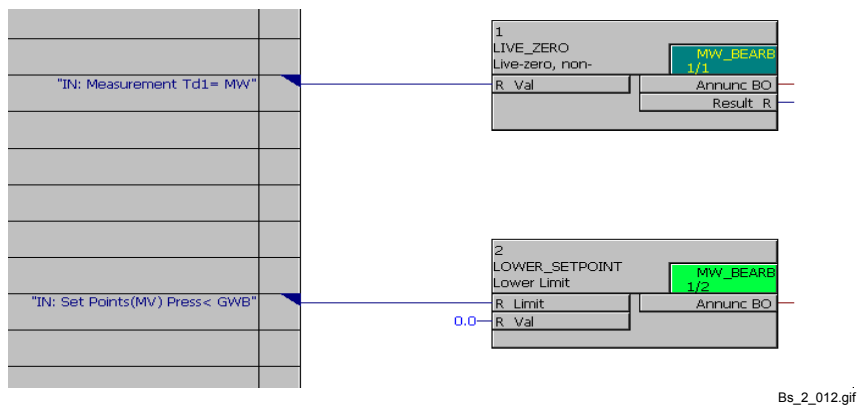 1
LIVE_ZERO
Live-zero, non-
MW_BEARB
1/1
"IN: Measurement Td1= MW"
R Val
Annunc BO
Result R
2
LOWER_SETPOINT
Lower Limit
MW_BEARB
1/2
"IN: Set Points(MV) Press< GWB"
R Limit
Annunc BO
0.0
R Val
Bs_2_012.gif